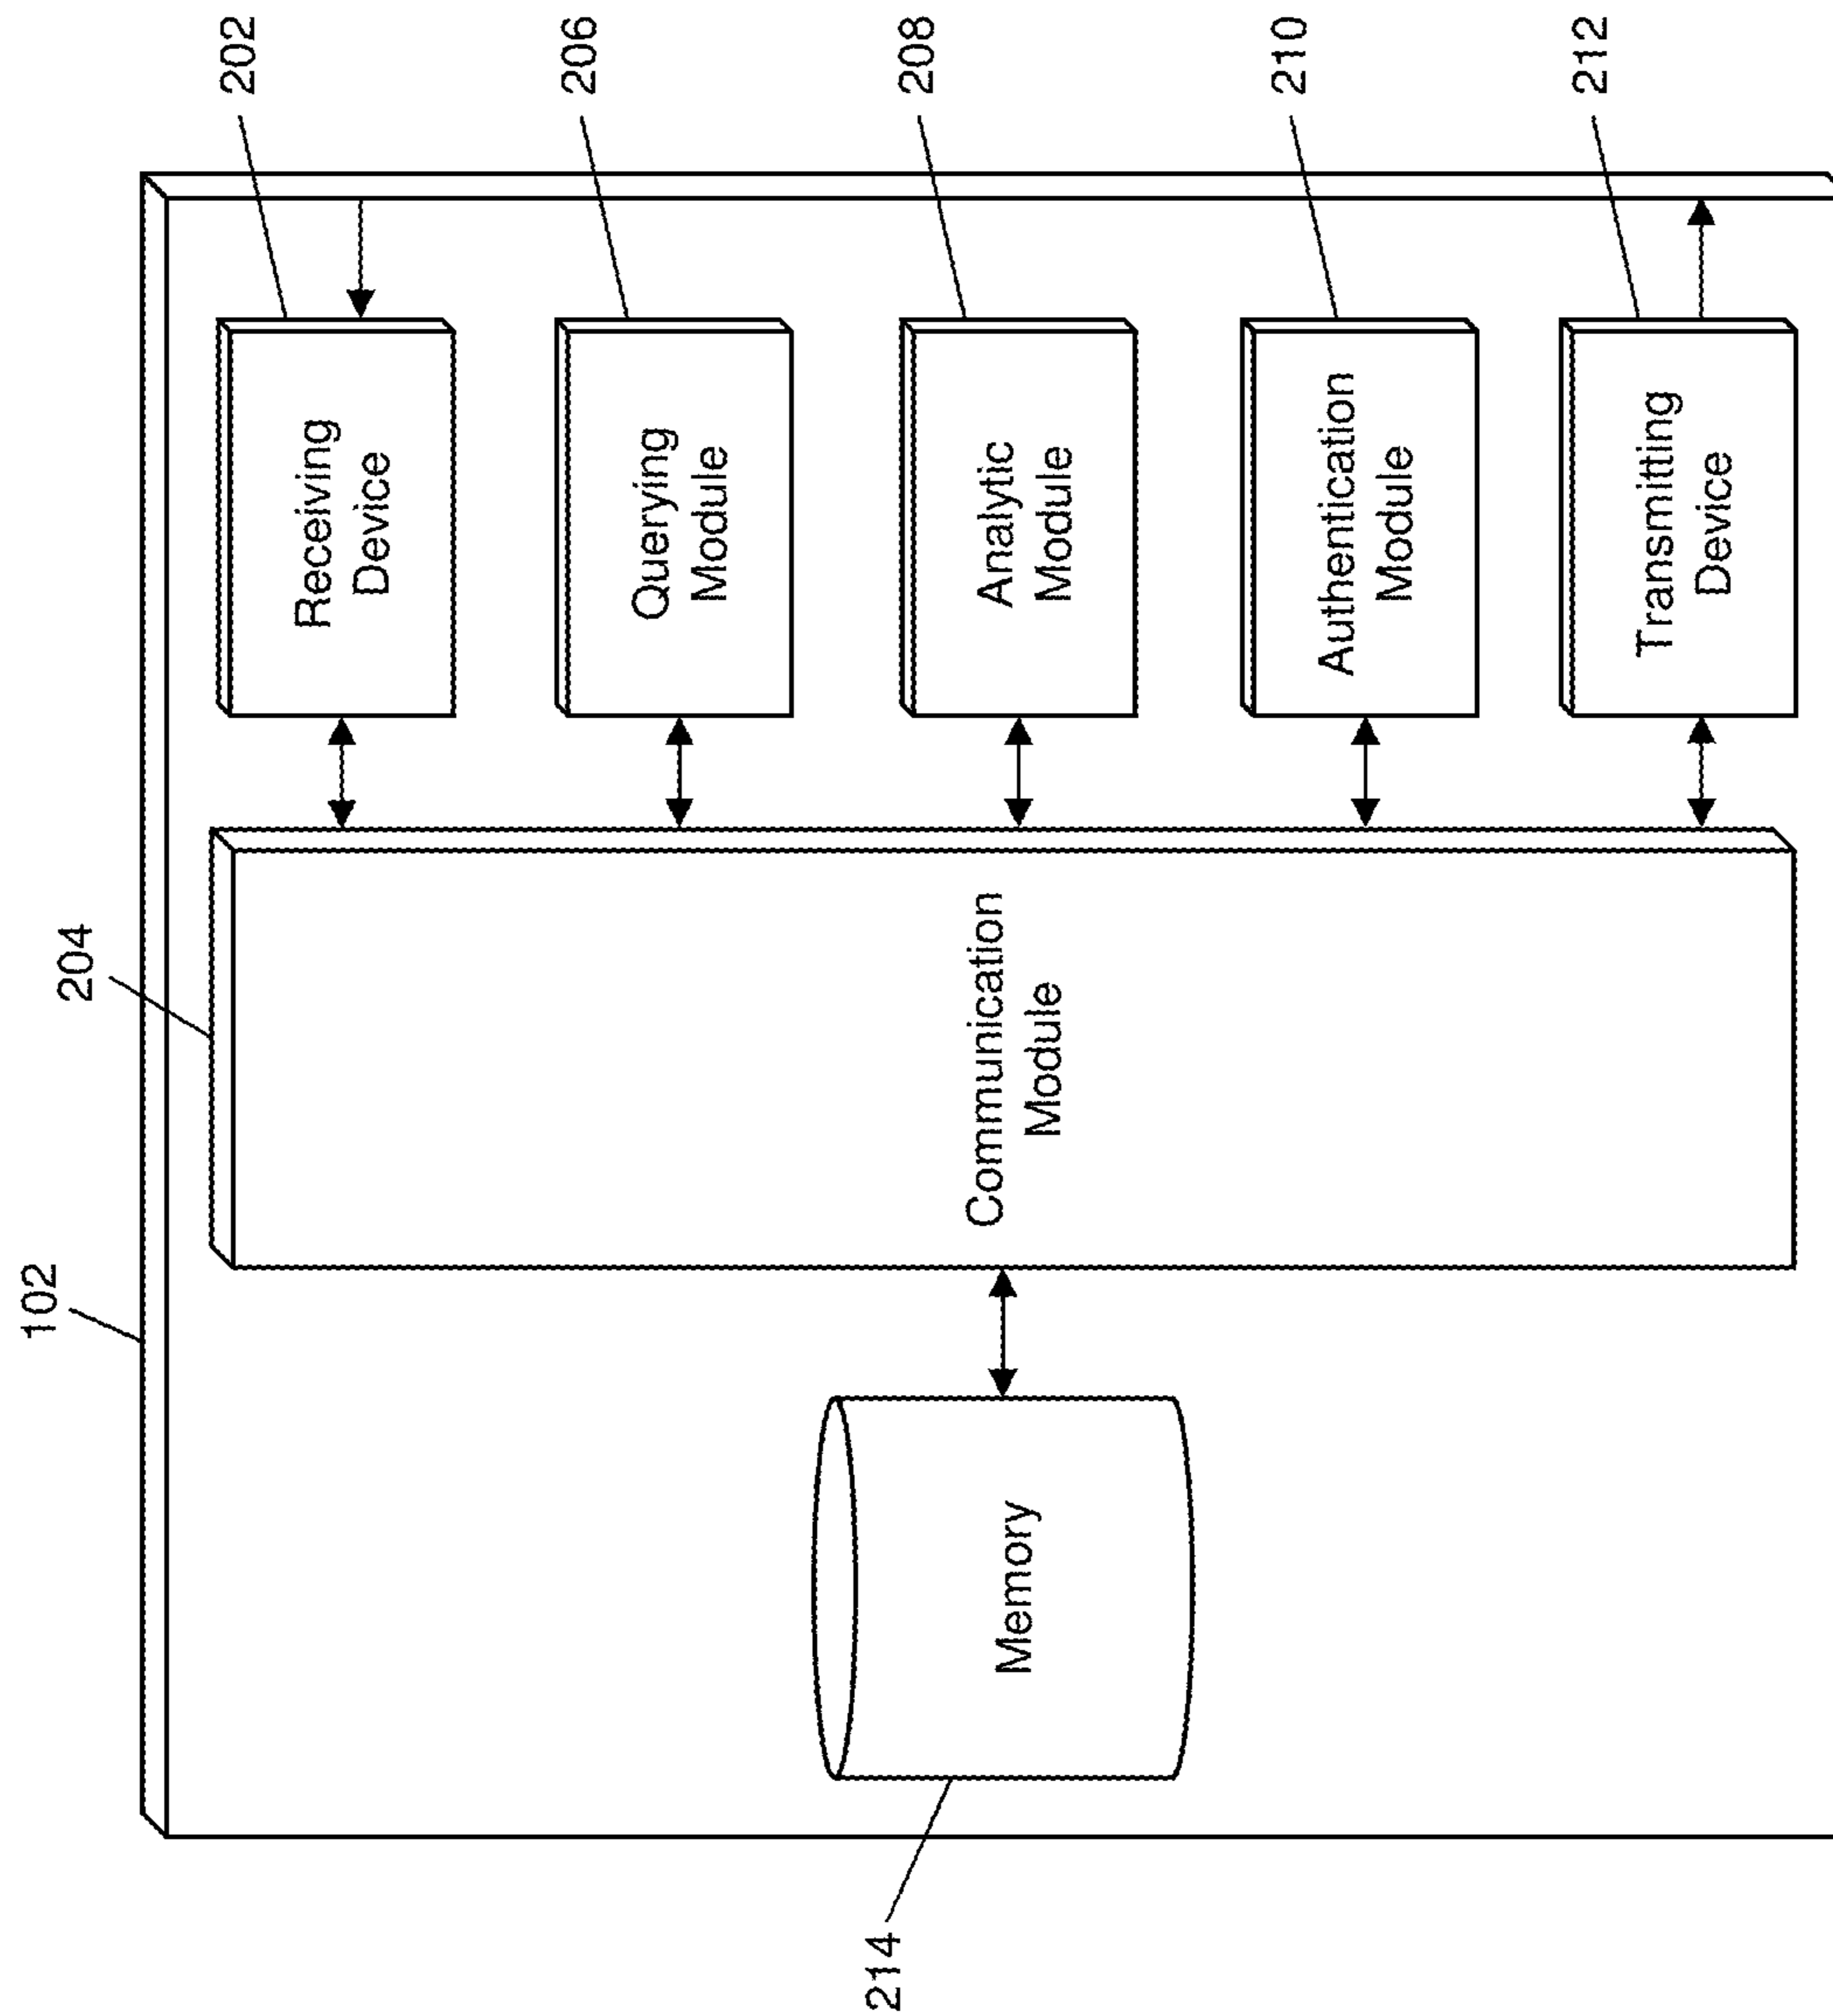 102
204
202
Receiving
Device
206
Querying
Module
208
Analytic
Module
210
Authentication
Module
212
Transmitting
Device
Communication
Module
Memory
214